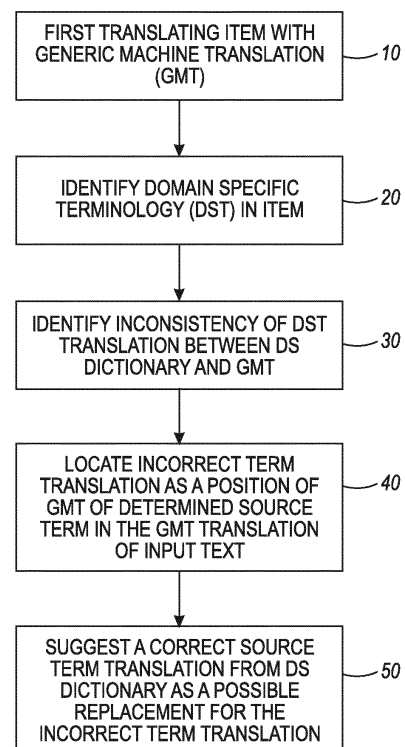 FIRST TRANSLATING ITEM WITH
GENERIC MACHINE TRANSLATION
(GMT)
10
IDENTIFY DOMAIN SPECIFIC
TERMINOLOGY (DST) IN ITEM
20
IDENTIFY INCONSISTENCY OF DST
TRANSLATION BETWEEN DS
DICTIONARY AND GMT
30
LOCATE INCORRECT TERM
TRANSLATION AS A POSITION OF
GMT OF DETERMINED SOURCE
TERM IN THE GMT TRANSLATION
OF INPUT TEXT
40
SUGGEST A CORRECT SOURCE
TERM TRANSLATION FROM DS
DICTIONARY AS A POSSIBLE
REPLACEMENT FOR THE
INCORRECT TERM TRANSLATION
50